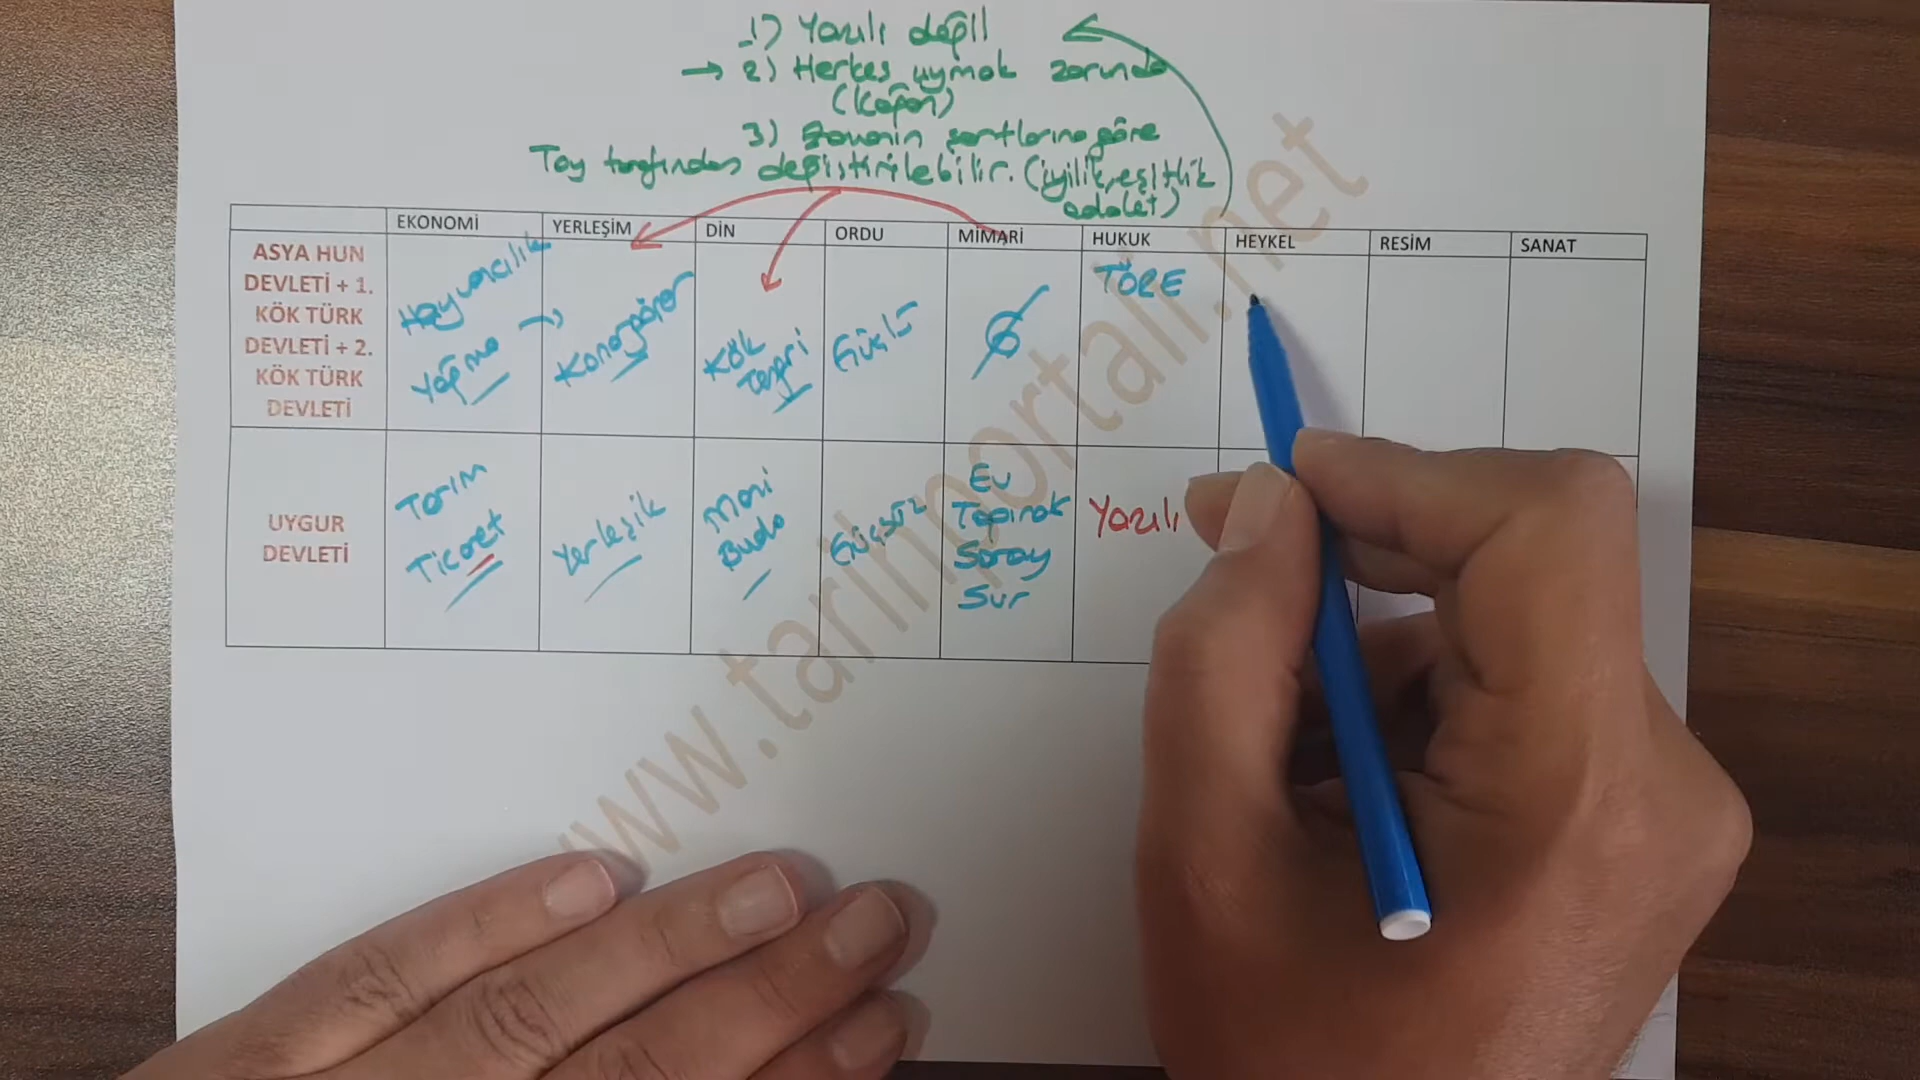 1) Yazılı değil
→ 2) Herkes uymak zorunda
(Kağan)
3) Zamanın şartlarına göre
Toy tarafından değiştirilebilir. (iyilik, eşitlik
adalet)
EKONOMİ YERLEŞİM DİN ORDU MİMARİ HUKUK HEYKEL RESİM SANAT
ASYA HUN
DEVLETİ + 1.
KÖK TÜRK
DEVLETİ + 2.
KÖK TÜRK
DEVLETİ
Hayvancılık
Yağma →
Konargöçer
Kök
Tengri
Güçlü
TÖRE
UYGUR
DEVLETİ
Tarım
Ticaret
Yerleşik
Mani
Buda
Güçsüz
Ev
Tapınak
Saray
Sur
Yazılı
www.tarihportali.net